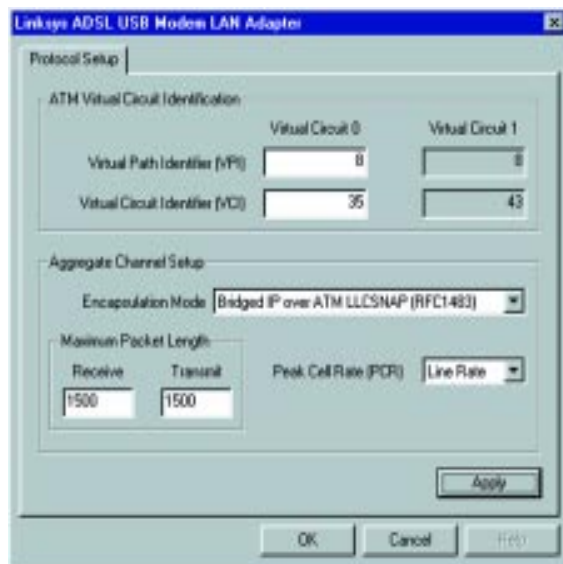 Linksys ADSL USB Modem LAN Adapter
Protocol Setup
ATM Virtual Circuit Identification
Virtual Circuit 0 Virtual Circuit 1
Virtual Path Identifier (VPI) 8 8
Virtual Circuit Identifier (VCI) 35 43
Aggregate Channel Setup
Encapsulation Mode Bridged IP over ATM LLCSNAP (RFC1483)
Maximum Packet Length
Receive Transmit Peak Cell Rate (PCR) Line Rate
1500 1500
Apply
OK Cancel Help